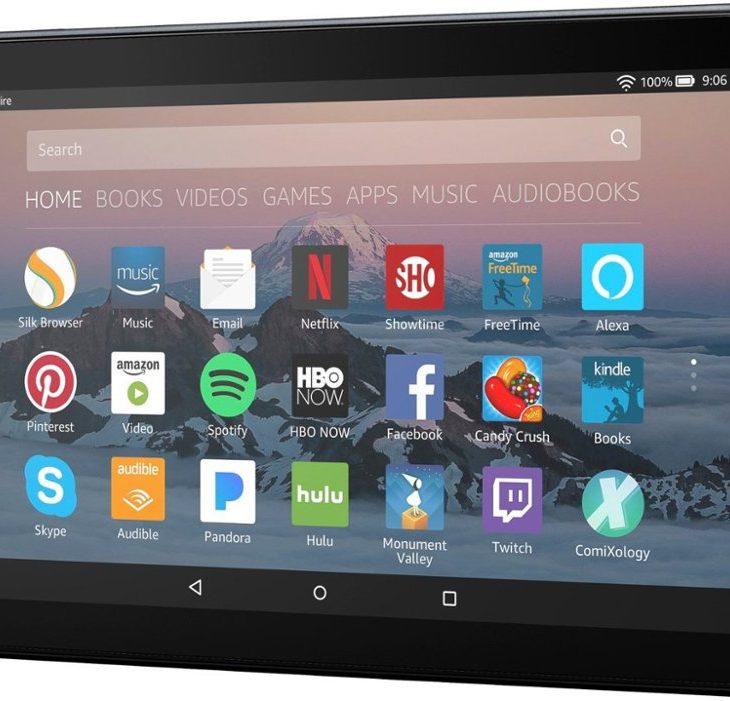 ire
100% 9:06
Search
HOME BOOKS VIDEOS GAMES APPS MUSIC AUDIOBOOKS
music
SHO
amazon
FreeTime
Silk Browser Music Email Netflix Showtime FreeTime Alexa
amazon
HBO
NOW
kindle
Pinterest Video Spotify HBO NOW Facebook Candy Crush Books
audible
hulu
Skype Audible Pandora Hulu Monument Valley Twitch ComiXology